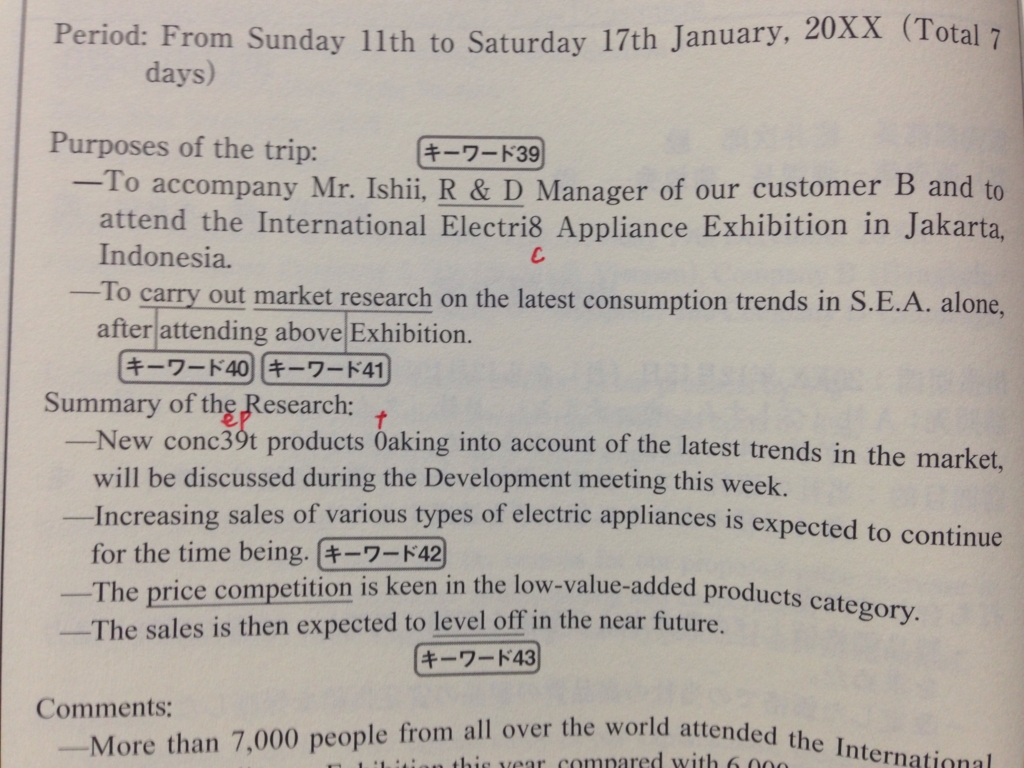 Period: From Sunday 11th to Saturday 17th January, 20XX (Total 7
days)
Purposes of the trip:
キーワード39
—To accompany Mr. Ishii, R & D Manager of our customer B and to
attend the International Electri8 Appliance Exhibition in Jakarta,
c
Indonesia.
—To carry out market research on the latest consumption trends in S.E.A. alone,
after attending above Exhibition.
キーワード40 キーワード41
Summary of the Research:
ep t
—New conc39t products 0aking into account of the latest trends in the market,
will be discussed during the Development meeting this week.
—Increasing sales of various types of electric appliances is expected to continue
for the time being. キーワード42
—The price competition is keen in the low-value-added products category.
—The sales is then expected to level off in the near future.
キーワード43
Comments:
—More than 7,000 people from all over the world attended the International
Exhibition this year, compared with 6,000